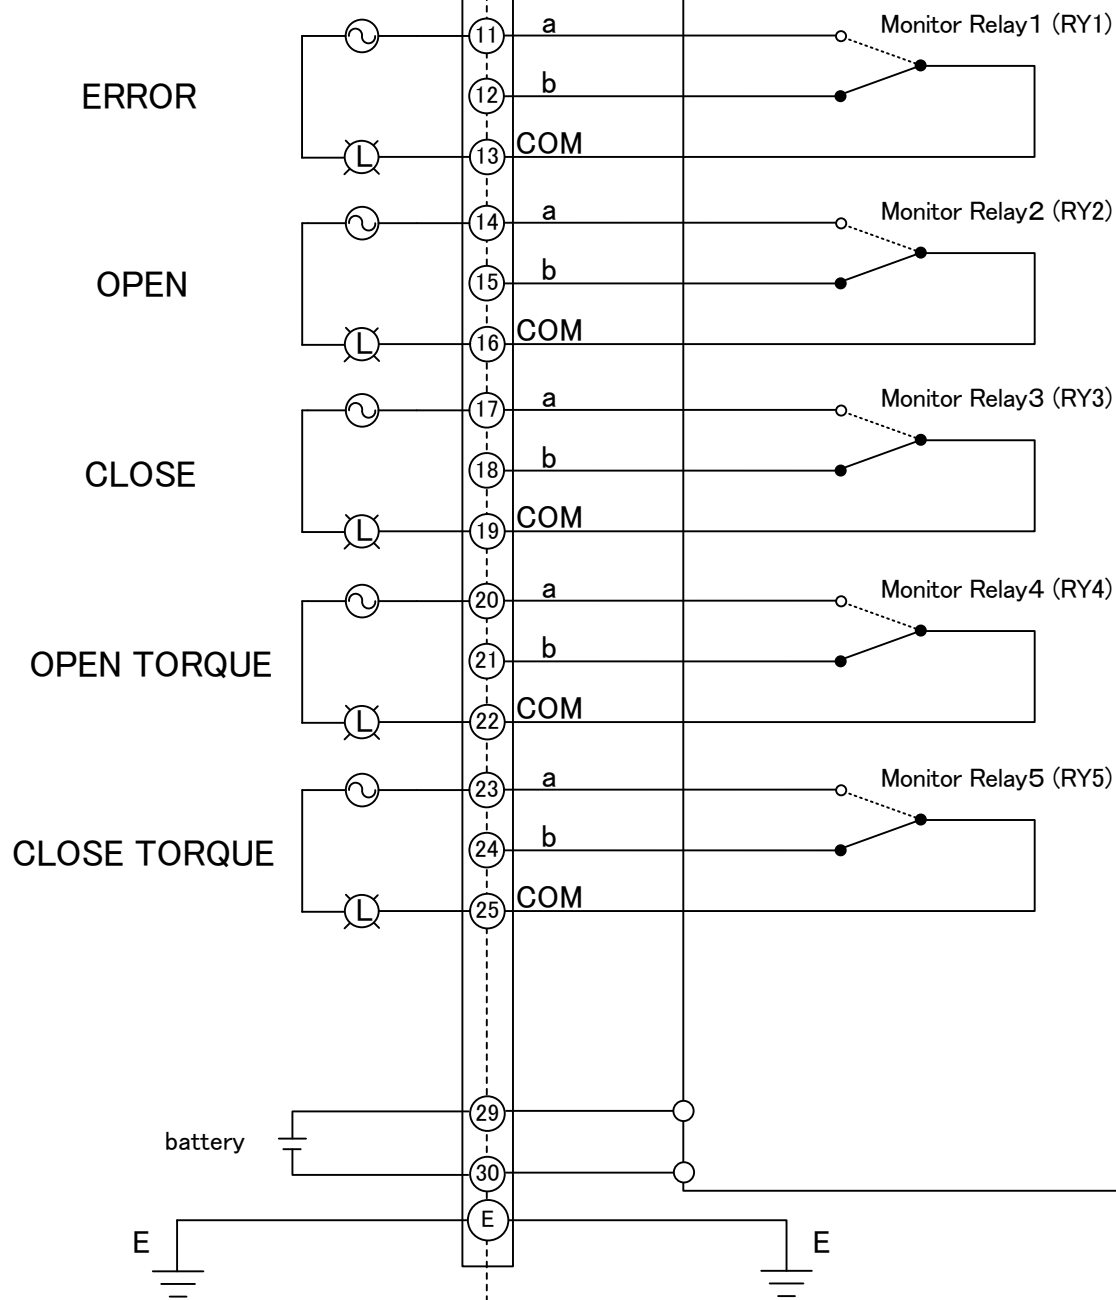 11 a Monitor Relay1 (RY1)
ERROR 12 b
L 13 COM
14 a Monitor Relay2 (RY2)
OPEN 15 b
L 16 COM
17 a Monitor Relay3 (RY3)
CLOSE 18 b
L 19 COM
20 a Monitor Relay4 (RY4)
OPEN TORQUE 21 b
L 22 COM
23 a Monitor Relay5 (RY5)
CLOSE TORQUE 24 b
L 25 COM
29
battery
30
E
E E